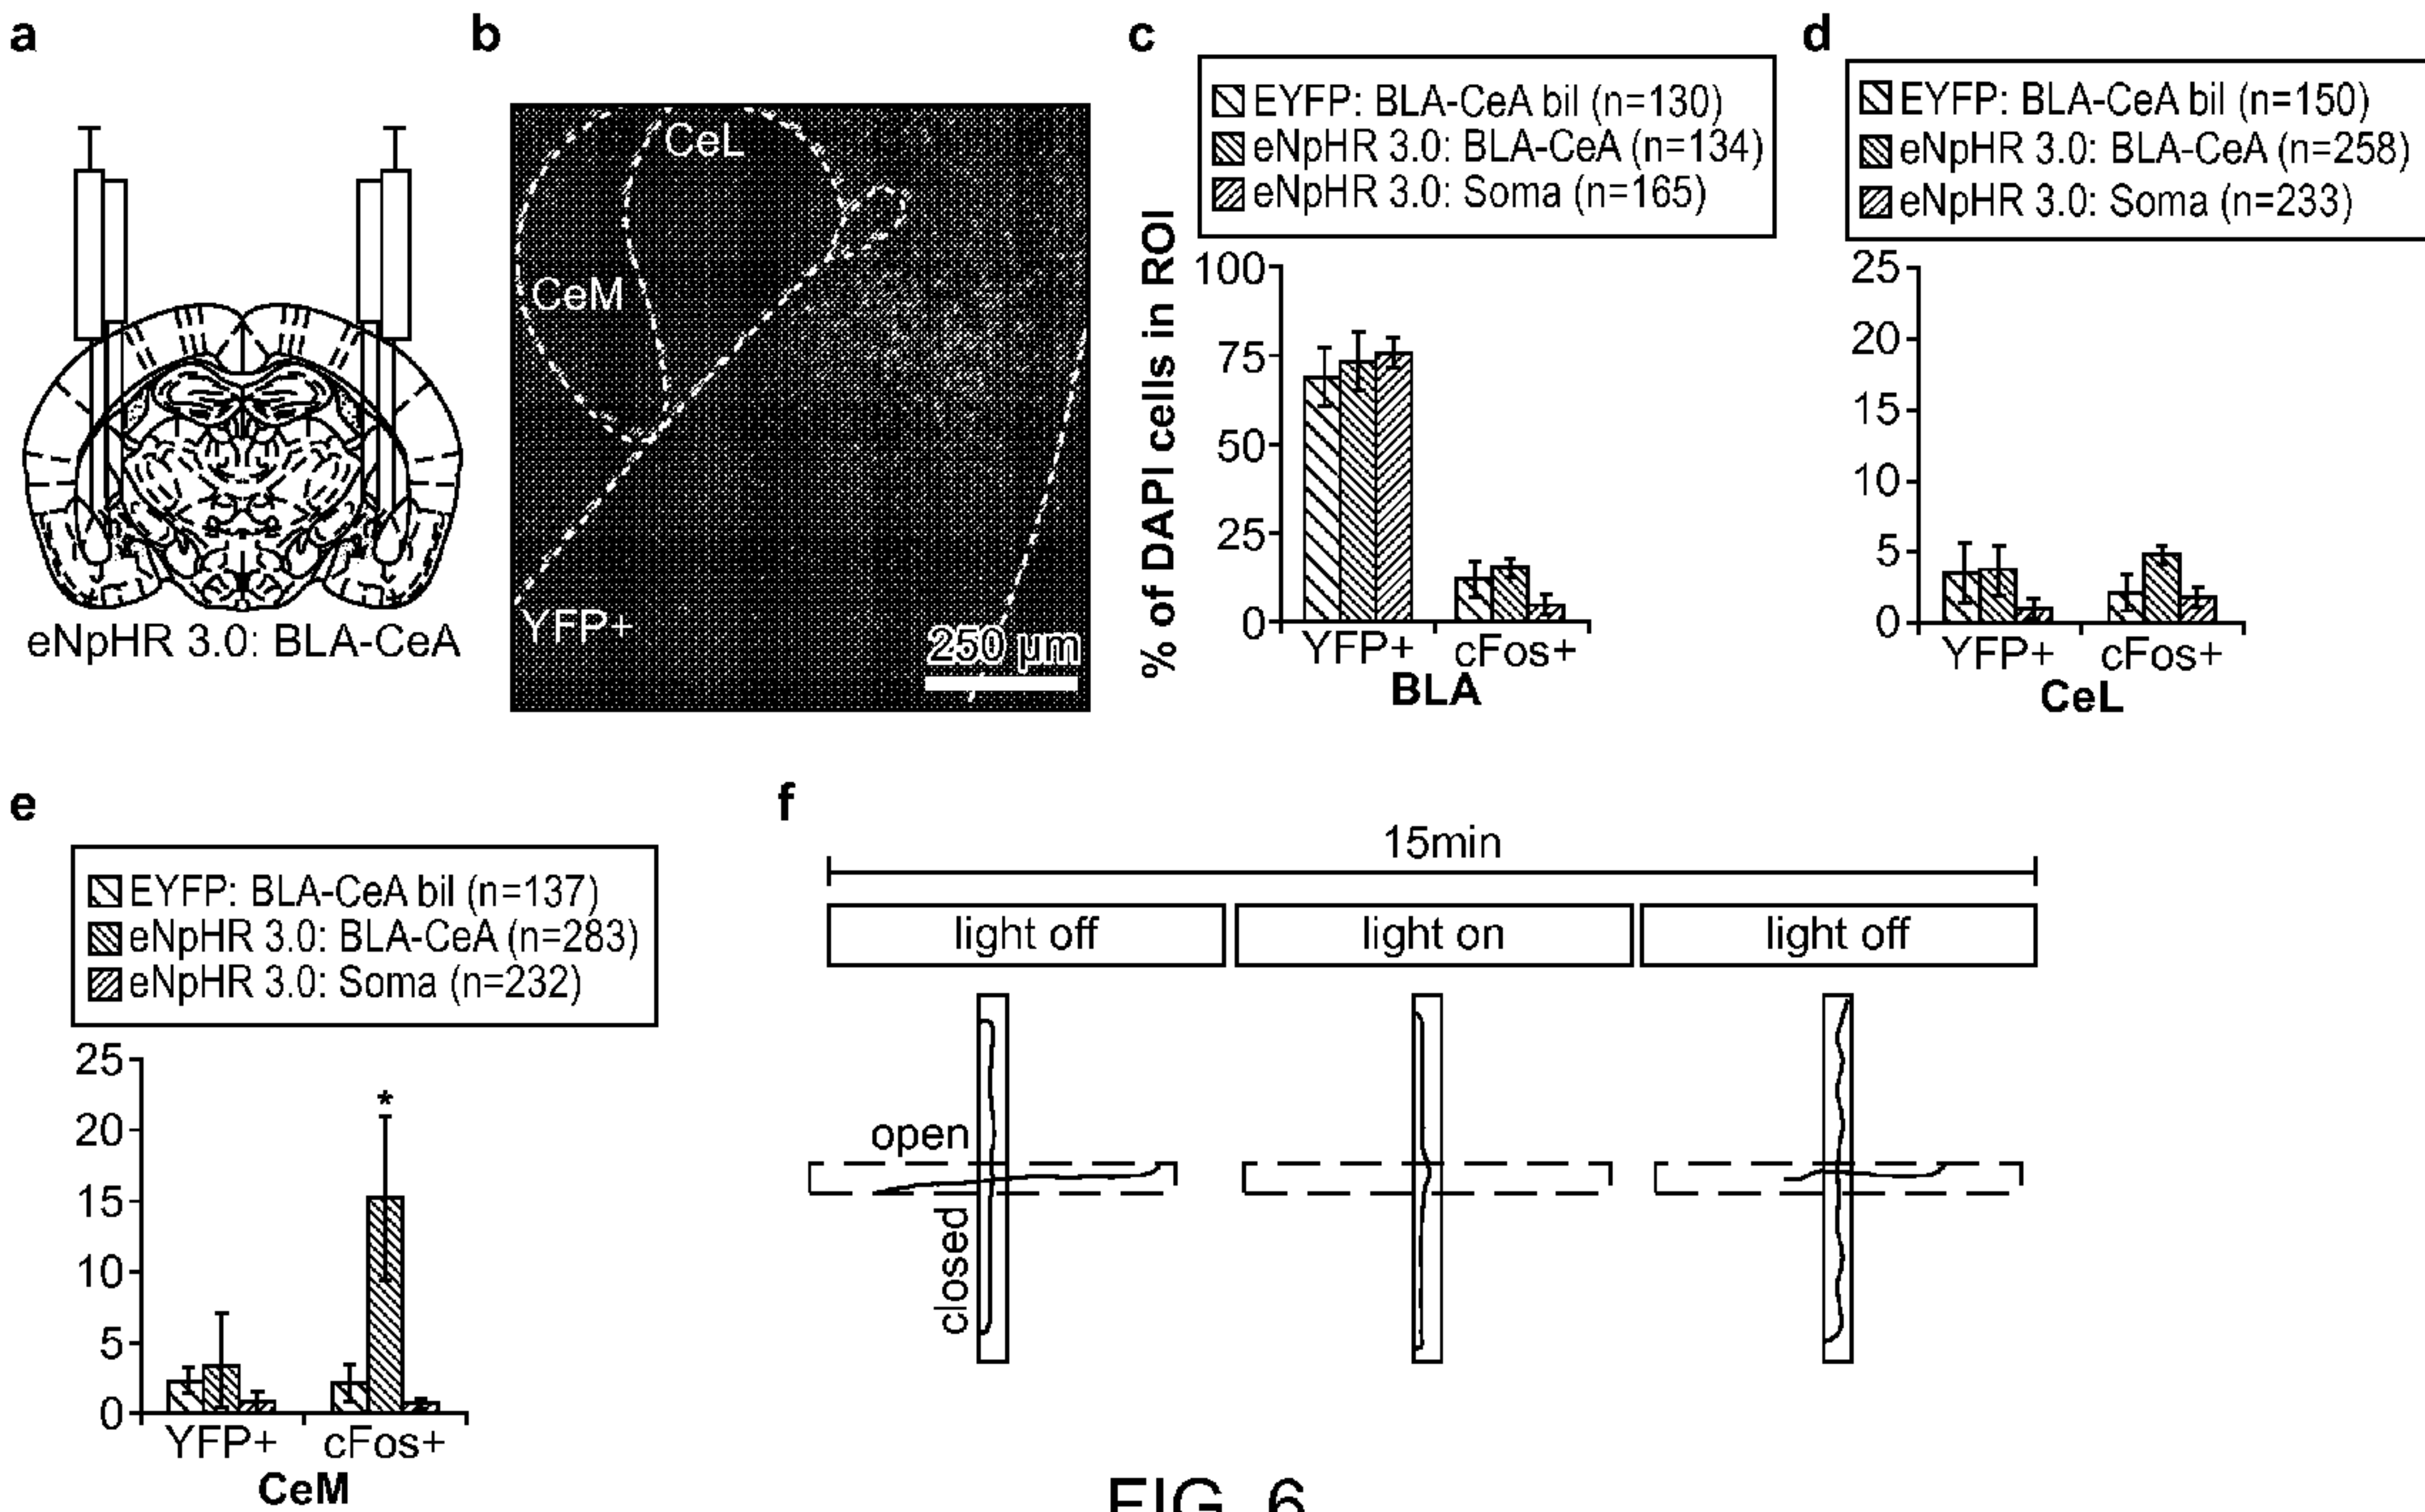 a
eNpHR 3.0: BLA-CeA
b
CeL
CeM
YFP+
250 µm
c
EYFP: BLA-CeA bil (n=130)
eNpHR 3.0: BLA-CeA (n=134)
eNpHR 3.0: Soma (n=165)
% of DAPI cells in ROI
100
75
50
25
0
YFP+ cFos+
BLA
d
EYFP: BLA-CeA bil (n=150)
eNpHR 3.0: BLA-CeA (n=258)
eNpHR 3.0: Soma (n=233)
25
20
15
10
5
0
YFP+ cFos+
CeL
e
EYFP: BLA-CeA bil (n=137)
eNpHR 3.0: BLA-CeA (n=283)
eNpHR 3.0: Soma (n=232)
25
20
15
10
5
0
*
YFP+ cFos+
CeM
f
15min
light off light on light off
open
closed
FIG. 6